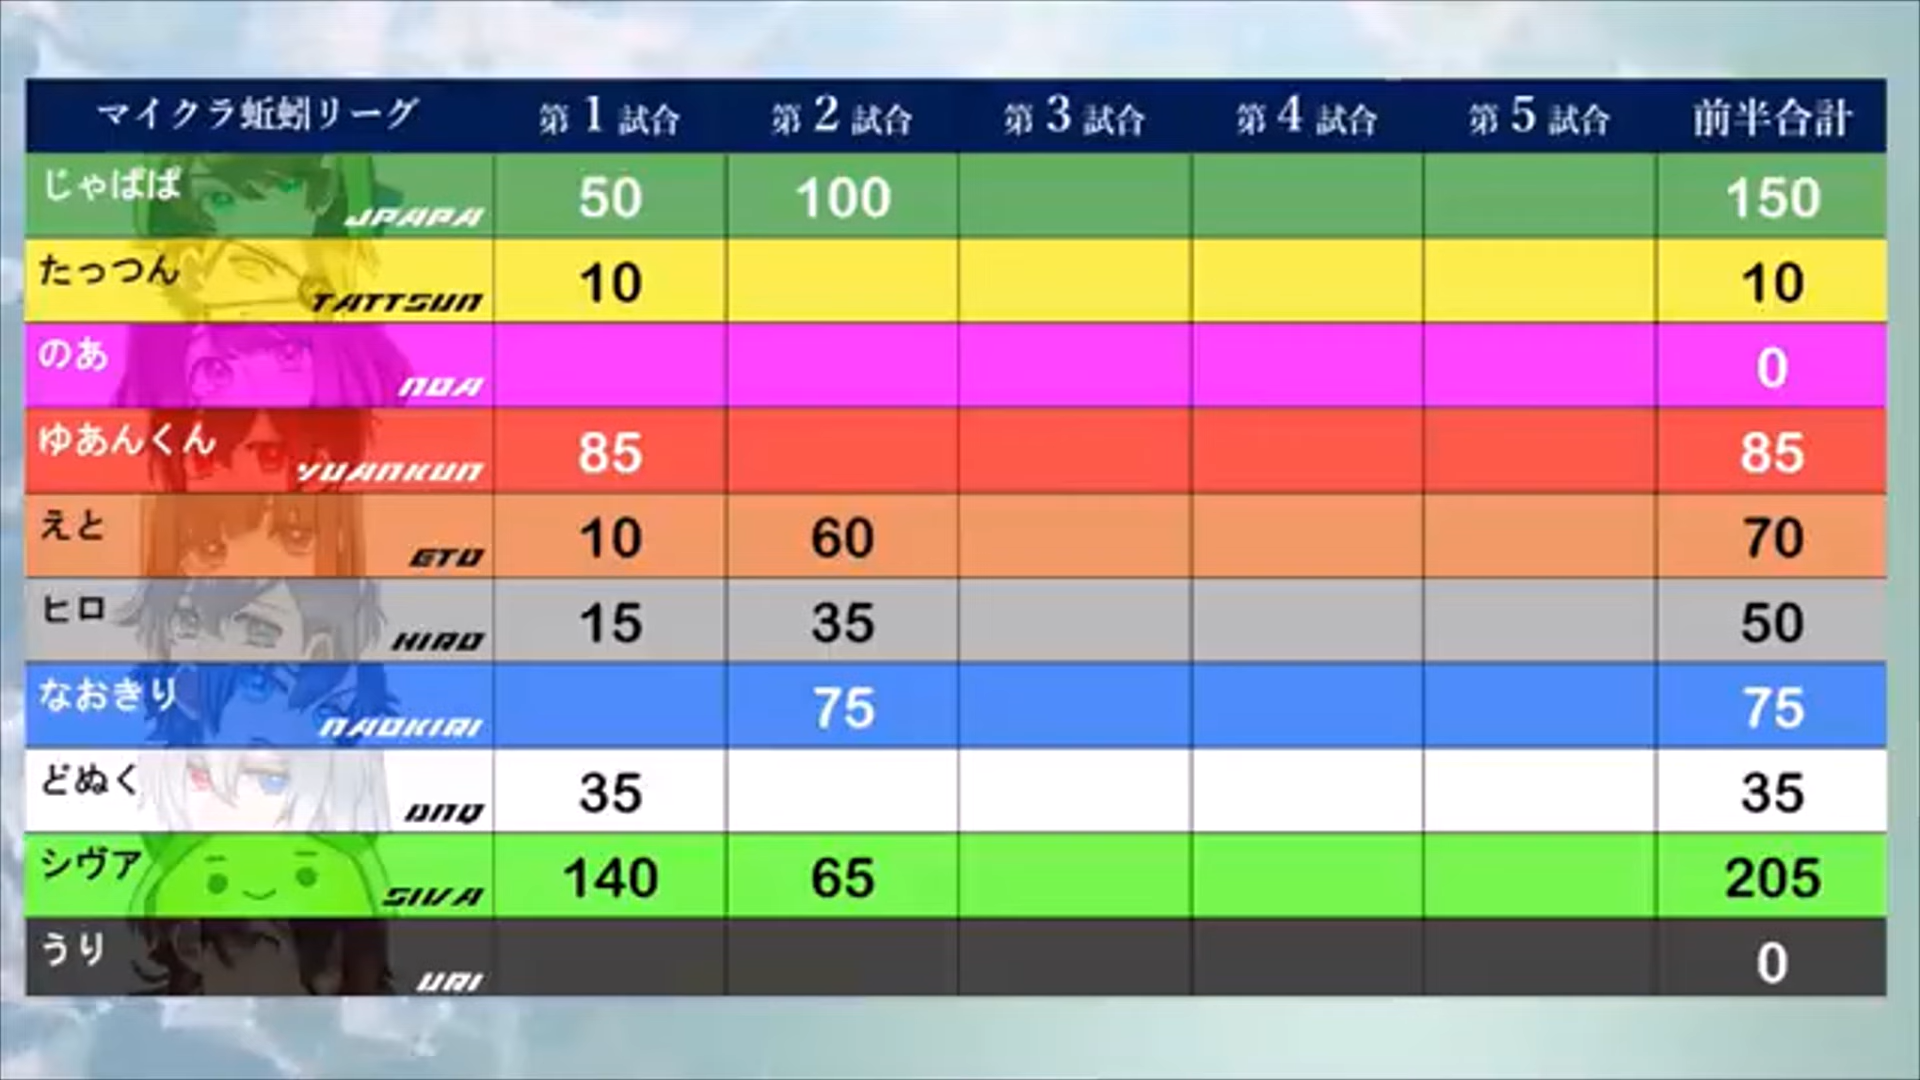 マイクラ蚯蚓リーグ 第1試合 第2試合 第3試合 第4試合 第5試合 前半合計
じゃぱぱ JPAPA 50 100 150
たっつん TATTSUN 10 10
のあ NOA 0
ゆあんくん YUANKUN 85 85
えと ETO 10 60 70
ヒロ HIRO 15 35 50
なおきり NAOKIRI 75 75
どぬく DNQ 35 35
シヴァ SIVA 140 65 205
うり URI 0